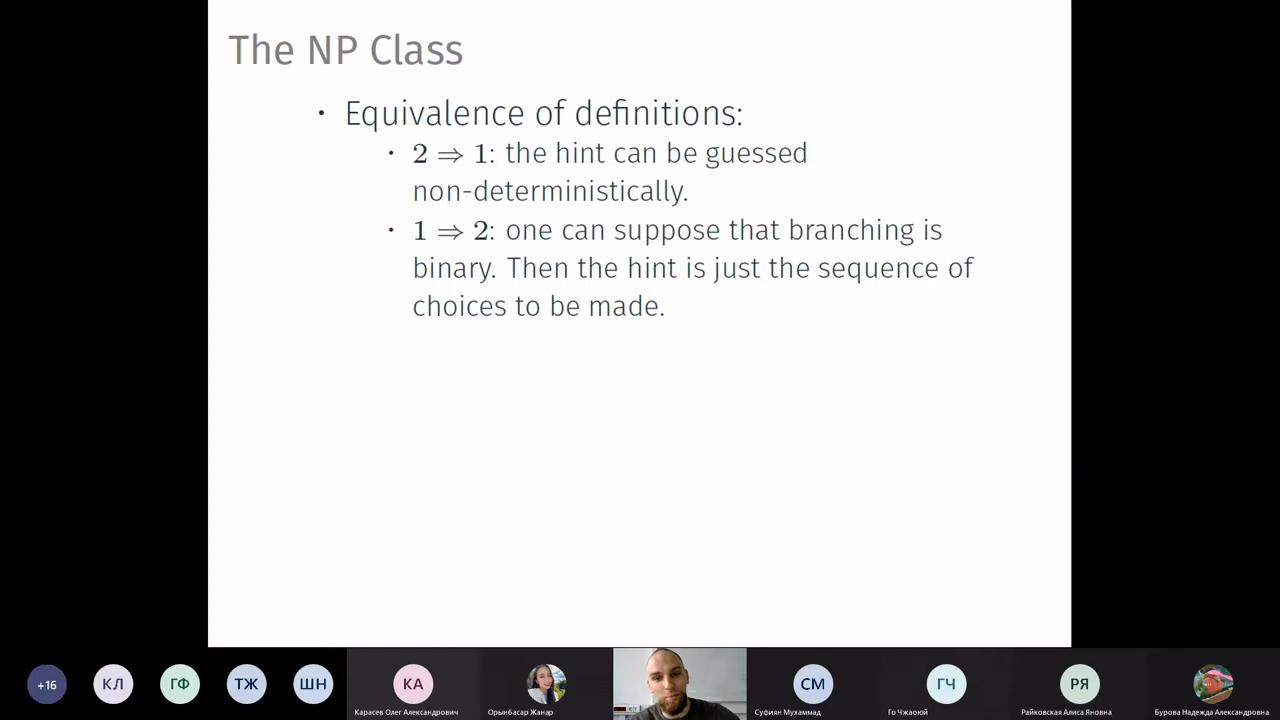 The NP Class
• Equivalence of definitions:
• 2 ⇒ 1: the hint can be guessed
non-deterministically.
• 1 ⇒ 2: one can suppose that branching is
binary. Then the hint is just the sequence of
choices to be made.
+16
КЛ
ГФ
ТЖ
ШН
КА
СМ
ГЧ
РЯ
Карасев Олег Александрович
Орынбасар Жанар
Суфиян Мухаммад
Го Чжаоюй
Райковская Алиса Яновна
Бурова Надежда Александровна